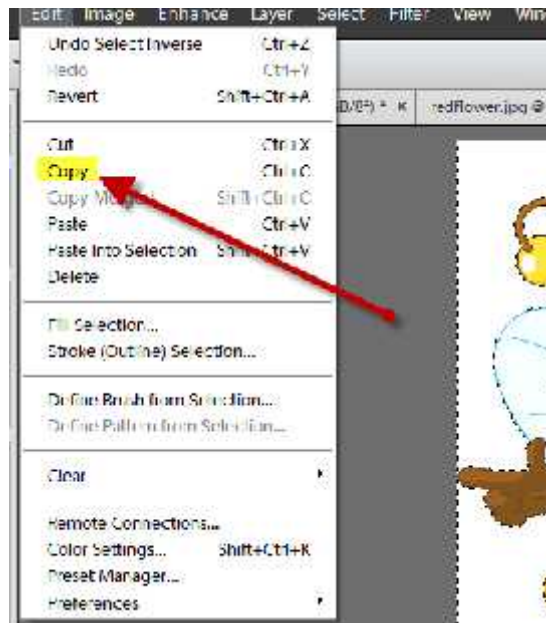 Edit Image Enhance Layer Select Filter View Win
Undo Select Inverse Ctrl+Z
Redo Ctrl+Y
Revert Shift+Ctrl+A
redflower.jpg @
Cut Ctrl+X
Copy Ctrl+C
Copy Shift+Ctrl+C
Paste Ctrl+V
Paste Into Selection Shift+Ctrl+V
Delete
Fill Selection...
Stroke (Outline) Selection...
Define Brush from Selection...
Define Pattern from Selection...
Clear
Remote Connections...
Color Settings... Shift+Ctrl+K
Preset Manager...
Preferences